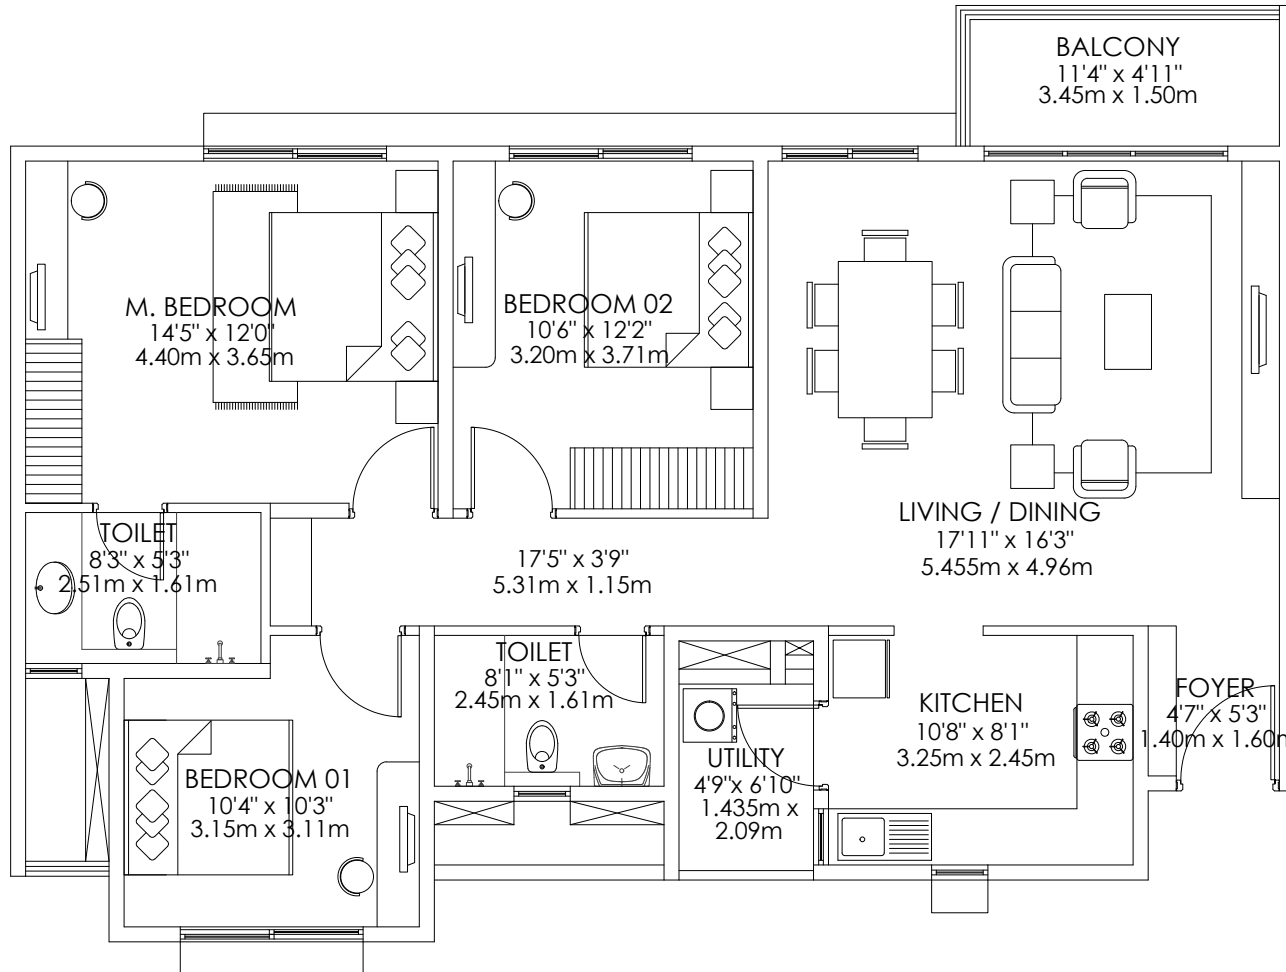 BALCONY
11'4" x 4'11"
3.45m x 1.50m
M. BEDROOM
14'5" x 12'0"
4.40m x 3.65m
BEDROOM 02
10'6" x 12'2"
3.20m x 3.71m
LIVING / DINING
17'11" x 16'3"
5.455m x 4.96m
TOILET
8'3" x 5'3"
2.51m x 1.61m
17'5" x 3'9"
5.31m x 1.15m
TOILET
8'1" x 5'3"
2.45m x 1.61m
KITCHEN
10'8" x 8'1"
3.25m x 2.45m
FOYER
4'7" x 5'3"
1.40m x 1.60m
UTILITY
4'9"x 6'10"
1.435m x
2.09m
BEDROOM 01
10'4" x 10'3"
3.15m x 3.11m